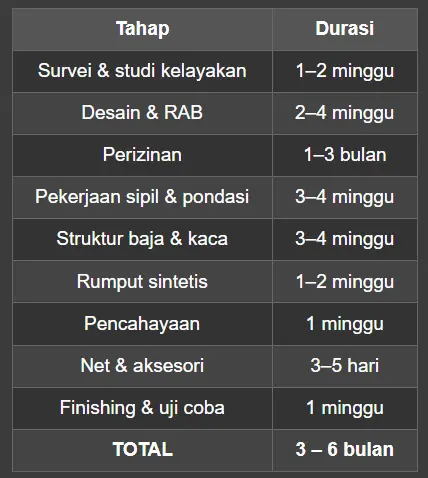 Tahap Durasi
Survei & studi kelayakan 1–2 minggu
Desain & RAB 2–4 minggu
Perizinan 1–3 bulan
Pekerjaan sipil & pondasi 3–4 minggu
Struktur baja & kaca 3–4 minggu
Rumput sintetis 1–2 minggu
Pencahayaan 1 minggu
Net & aksesori 3–5 hari
Finishing & uji coba 1 minggu
TOTAL 3 – 6 bulan